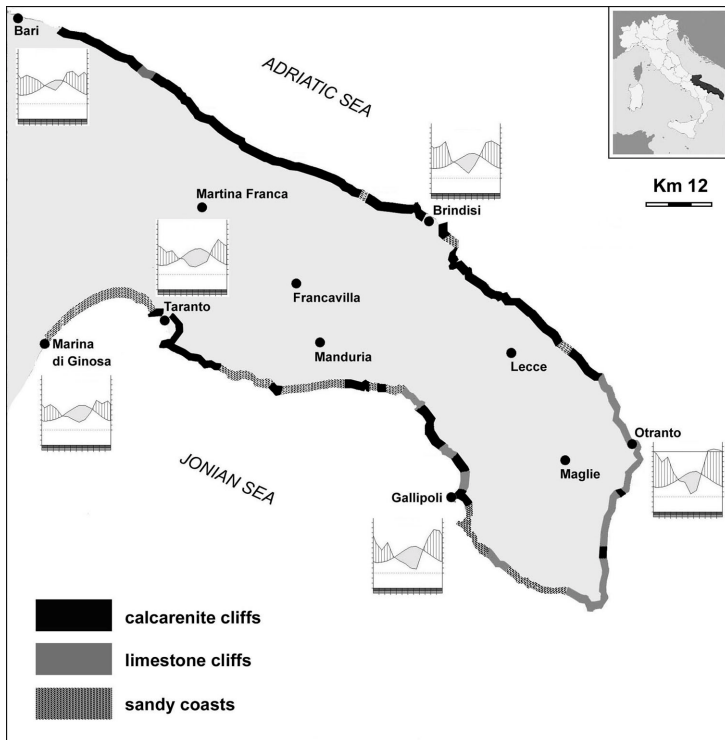 Bari
ADRIATIC SEA
Km 12
Martina Franca
Brindisi
Francavilla
Taranto
Marina
di Ginosa
Manduria
Lecce
Otranto
Maglie
JONIAN SEA
Gallipoli
calcarenite cliffs
limestone cliffs
sandy coasts